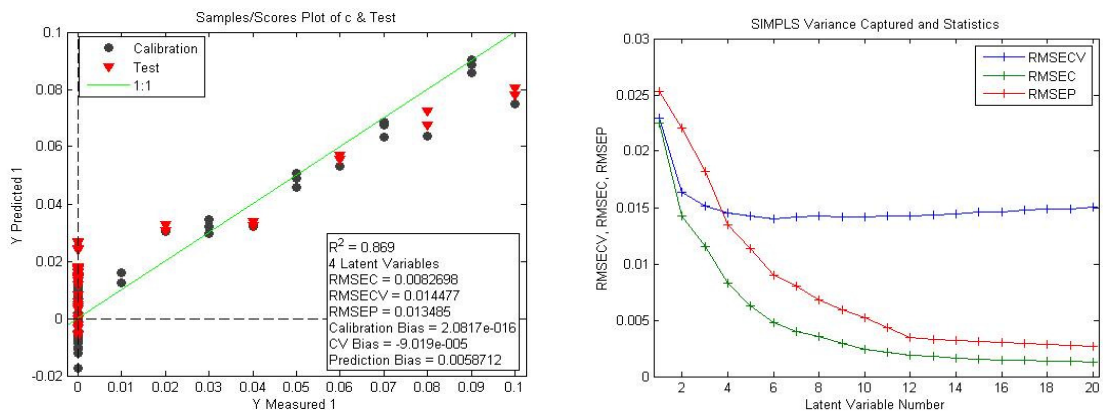 Samples/Scores Plot of c & Test
0.1
0.08
0.06
0.04
0.02
0
-0.02
Y Predicted 1
Calibration
Test
1:1
R² = 0.869
4 Latent Variables
RMSEC = 0.0082698
RMSECV = 0.014477
RMSEP = 0.013485
Calibration Bias = 2.0817e-016
CV Bias = -9.019e-005
Prediction Bias = 0.0058712
0 0.01 0.02 0.03 0.04 0.05 0.06 0.07 0.08 0.09 0.1
Y Measured 1
SIMPLS Variance Captured and Statistics
0.03
0.025
0.02
0.015
0.01
0.005
0
RMSECV, RMSEC, RMSEP
RMSECV
RMSEC
RMSEP
2 4 6 8 10 12 14 16 18 20
Latent Variable Number